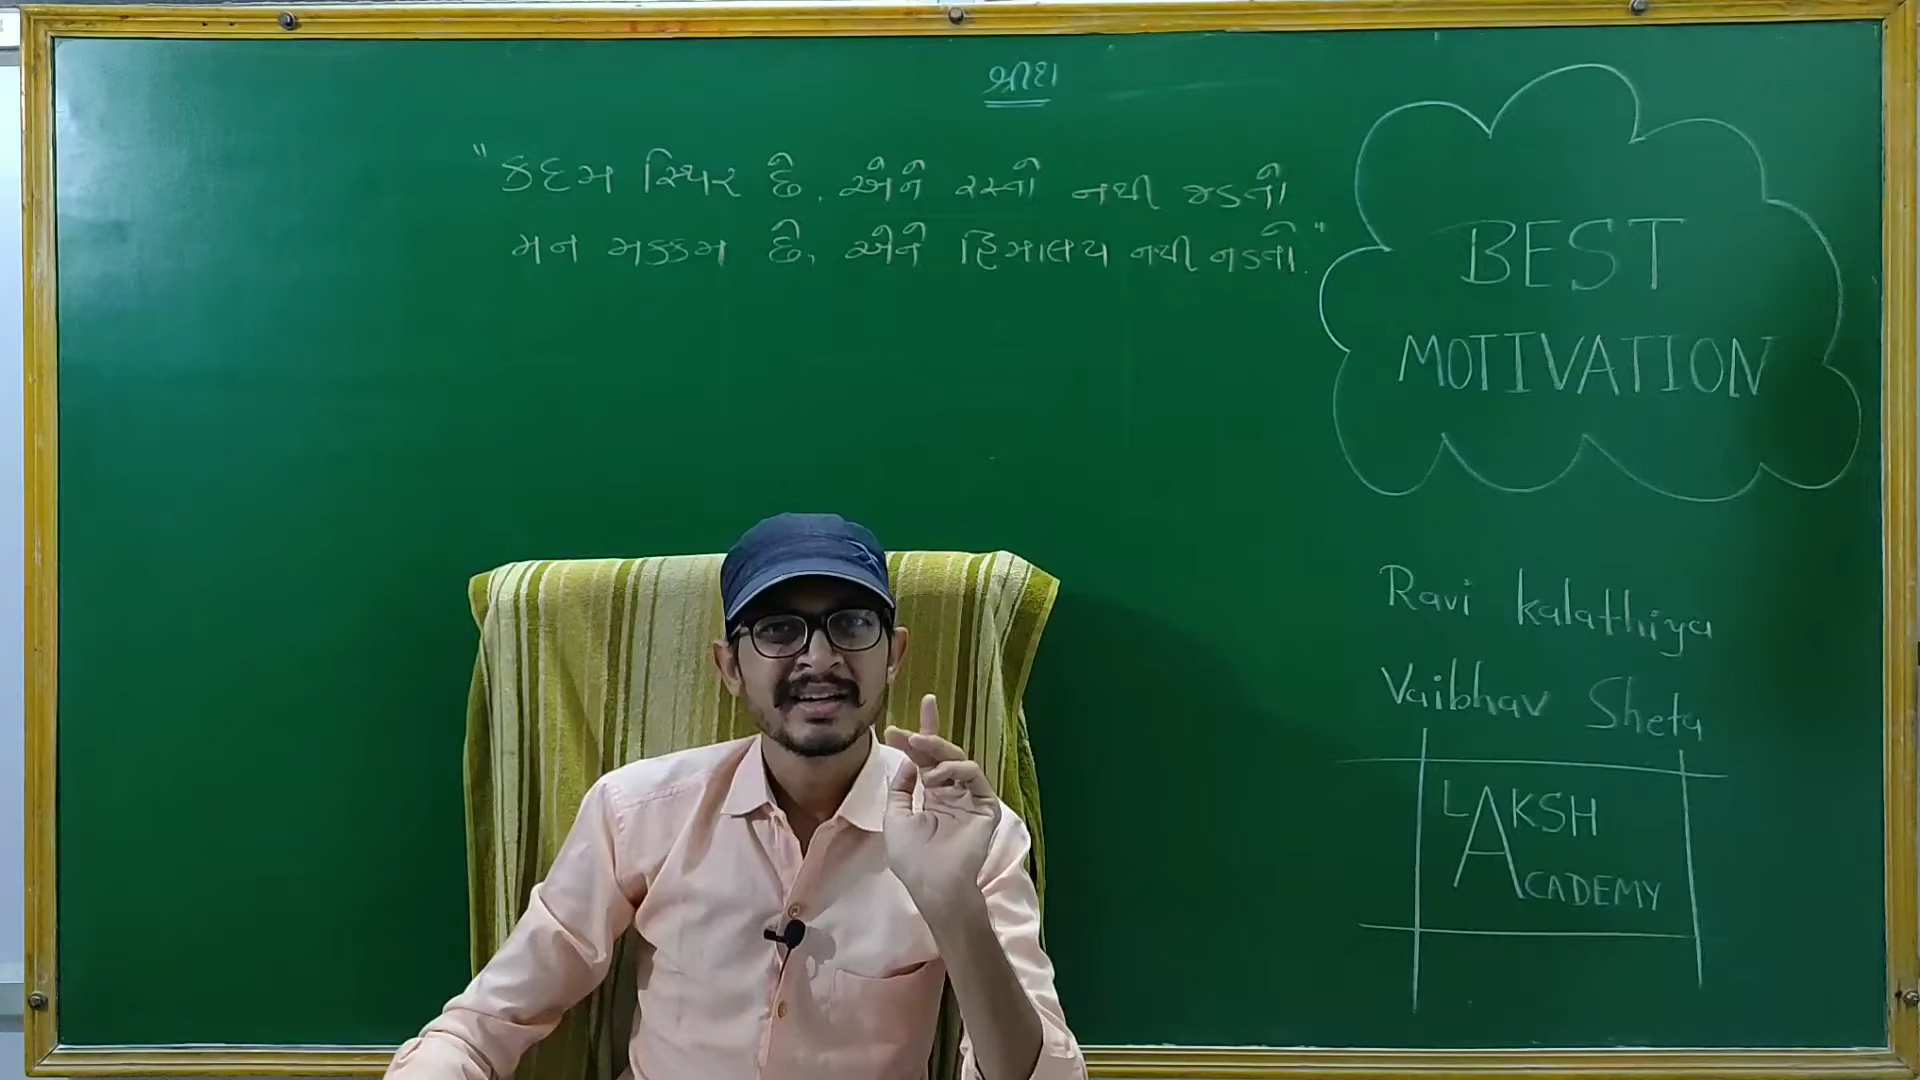 "કદમ સ્થિર છે, એને રસ્તો નથી જડતો
મન મક્કમ છે, એને હિમાલય નથી નડતો."
BEST
MOTIVATION
Ravi kalathiya
Vaibhav Sheta
LAKSH
ACADEMY